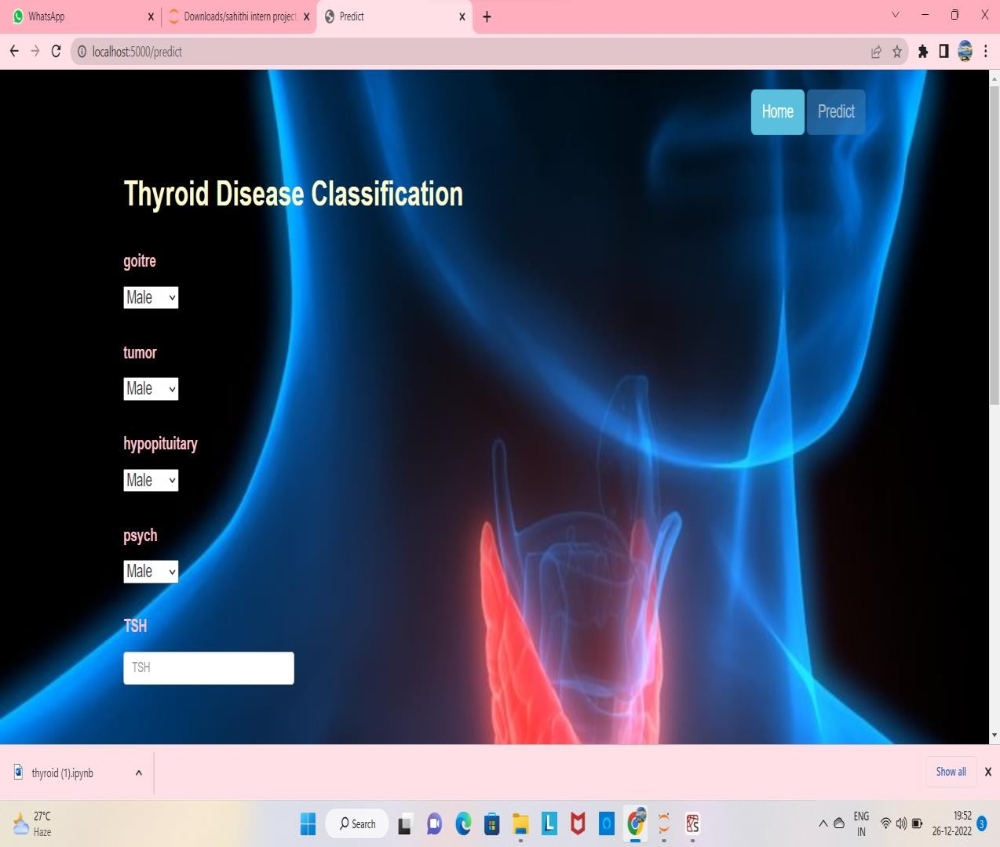 WhatsApp
Downloads/sahithi intern project
Predict
localhost:5000/predict
Home
Predict
Thyroid Disease Classification
goitre
Male
tumor
Male
hypopituitary
Male
psych
Male
TSH
TSH
thyroid (1).ipynb
Show all
27°C
Haze
Search
L
S
ENG
IN
19:52
26-12-2022
3